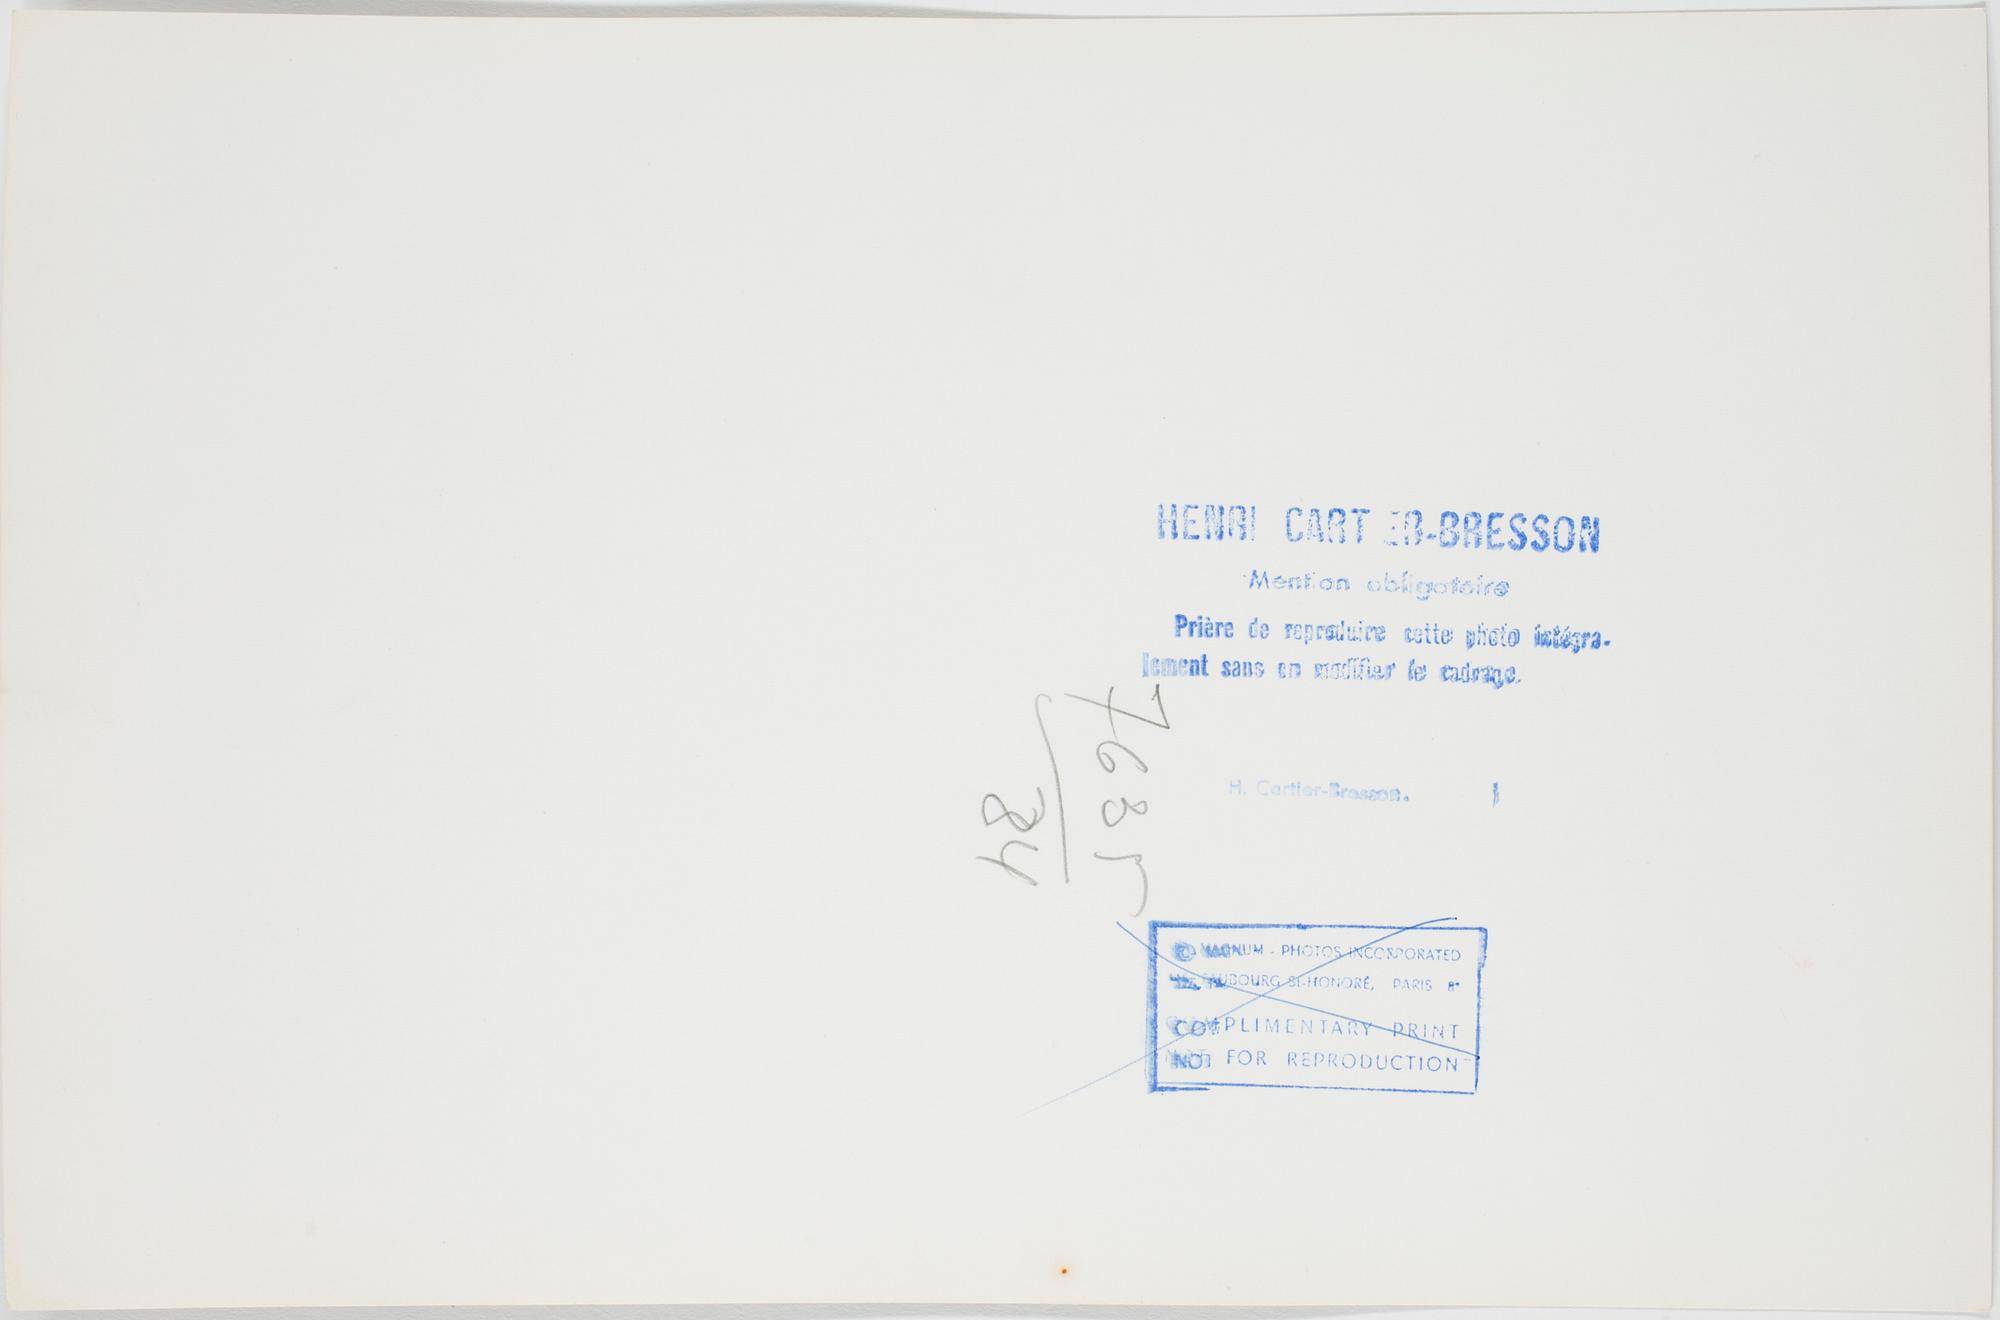 HENRI CARTIER-BRESSON
Mention obligatoire
Prière de reproduire cette photo intégra-
lement sans en modifier le cadrage.
7635
84
H. Cartier-Bresson.
© MAGNUM - PHOTOS INCORPORATED
FAUBOURG St-HONORÉ, PARIS 8e
COMPLIMENTARY PRINT
NOT FOR REPRODUCTION